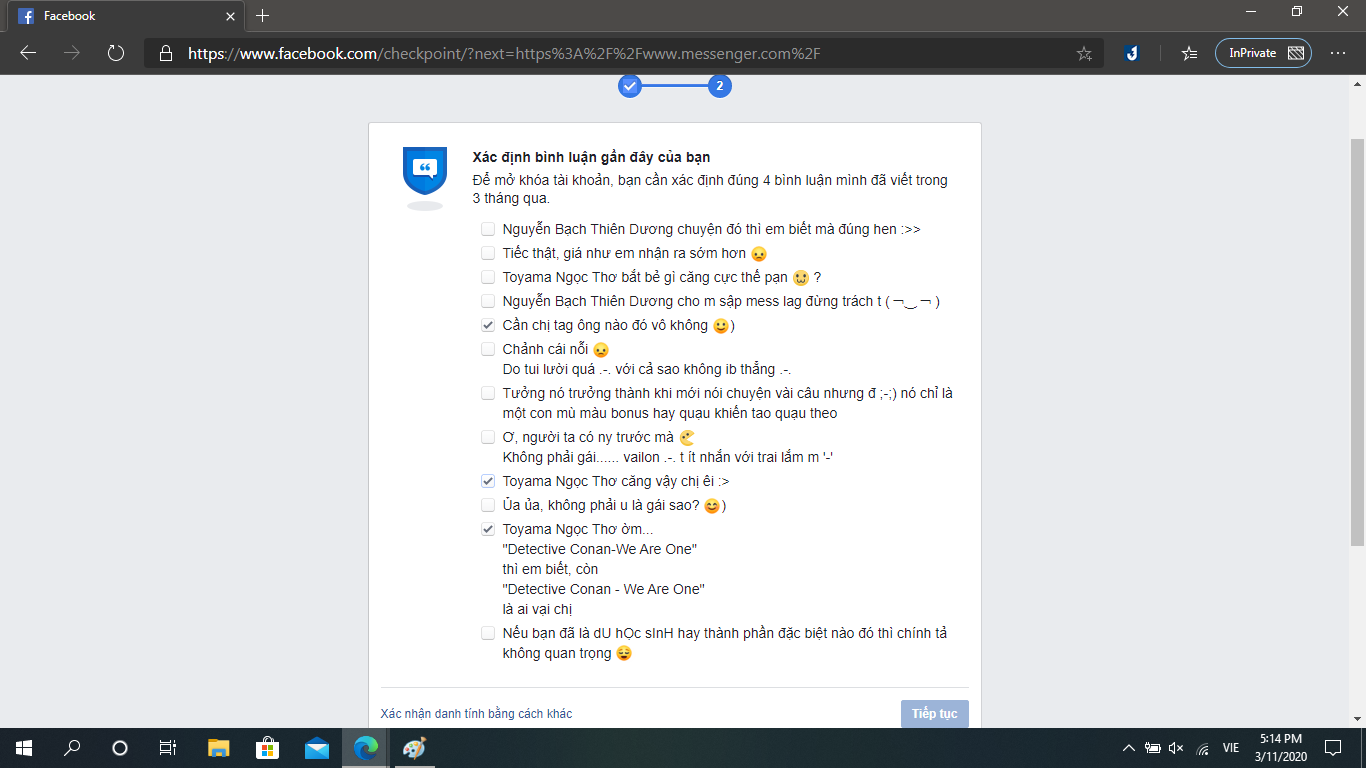 Facebook
https://www.facebook.com/checkpoint/?next=https%3A%2F%2Fwww.messenger.com%2F
InPrivate
2
Xác định bình luận gần đây của bạn
Để mở khóa tài khoản, bạn cần xác định đúng 4 bình luận mình đã viết trong
3 tháng qua.
Nguyễn Bạch Thiên Dương chuyện đó thì em biết mà đúng hen :>>
Tiếc thật, giá như em nhận ra sớm hơn 😟
Toyama Ngọc Thơ bắt bẻ gì căng cực thế pạn 🥲 ?
Nguyễn Bạch Thiên Dương cho m sập mess lag đừng trách t ( ￢‿￢ )
Cần chị tag ông nào đó vô không 🙂)
Chảnh cái nỗi 😟
Do tui lười quá .-. với cả sao không ib thẳng .-.
Tưởng nó trưởng thành khi mới nói chuyện vài câu nhưng đ ;-;) nó chỉ là
một con mù màu bonus hay quạu khiến tao quạu theo
Ơ, người ta có ny trước mà
Không phải gái...... vailon .-. t ít nhắn với trai lắm m '-'
Toyama Ngọc Thơ căng vậy chị êi :>
Ủa ủa, không phải u là gái sao? 😊)
Toyama Ngọc Thơ ờm...
"Detective Conan-We Are One"
thì em biết, còn
"Detective Conan - We Are One"
là ai vại chị
Nếu bạn đã là dU hỌc sInH hay thành phần đặc biệt nào đó thì chính tả
không quan trọng 😌
Xác nhận danh tính bằng cách khác
Tiếp tục
VIE
5:14 PM
3/11/2020